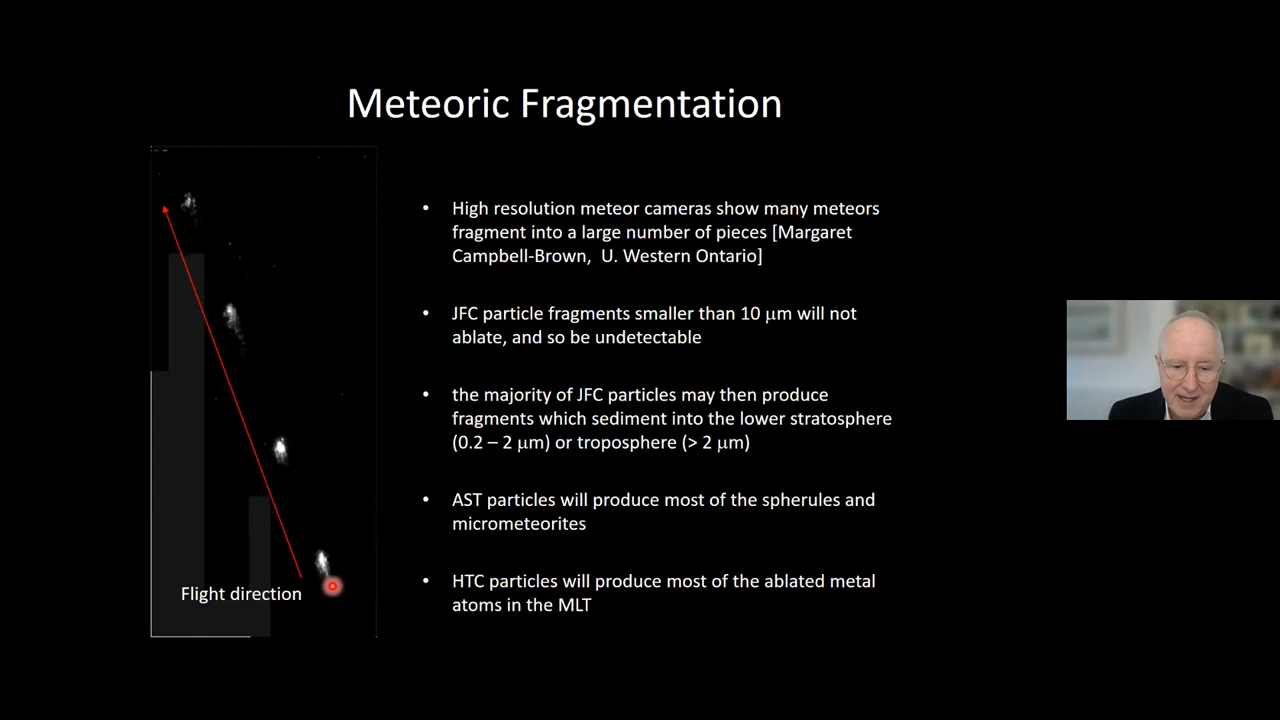 Meteoric Fragmentation
• High resolution meteor cameras show many meteors
fragment into a large number of pieces [Margaret
Campbell-Brown, U. Western Ontario]
• JFC particle fragments smaller than 10 μm will not
ablate, and so be undetectable
• the majority of JFC particles may then produce
fragments which sediment into the lower stratosphere
(0.2 – 2 μm) or troposphere (> 2 μm)
• AST particles will produce most of the spherules and
micrometeorites
• HTC particles will produce most of the ablated metal
atoms in the MLT
Flight direction